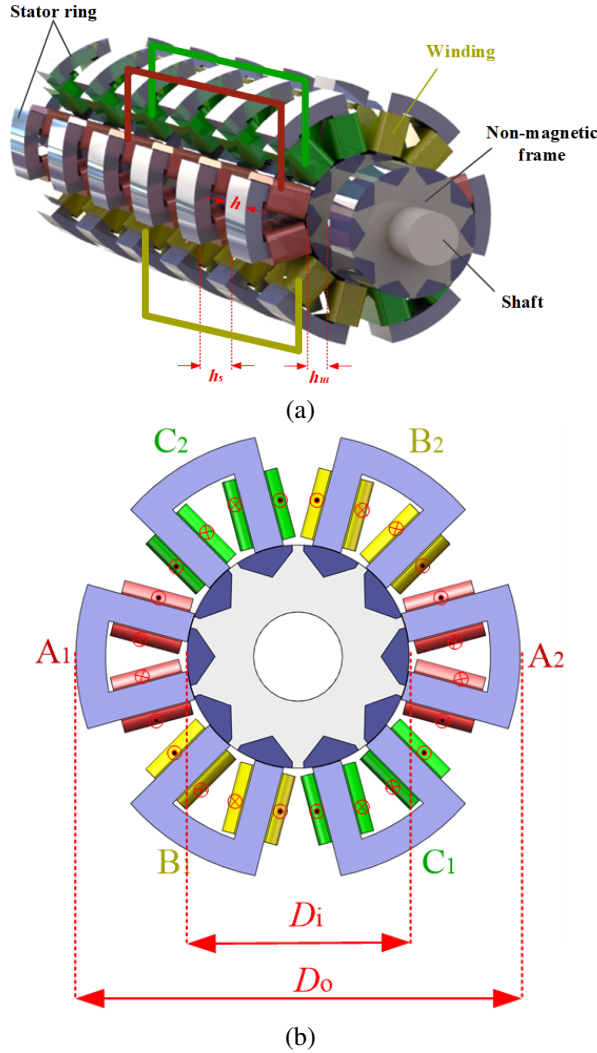 Stator ring
Winding
Non-magnetic
frame
h
Shaft
hs
hm
(a)
C2
B2
A1
A2
B1
C1
Di
Do
(b)